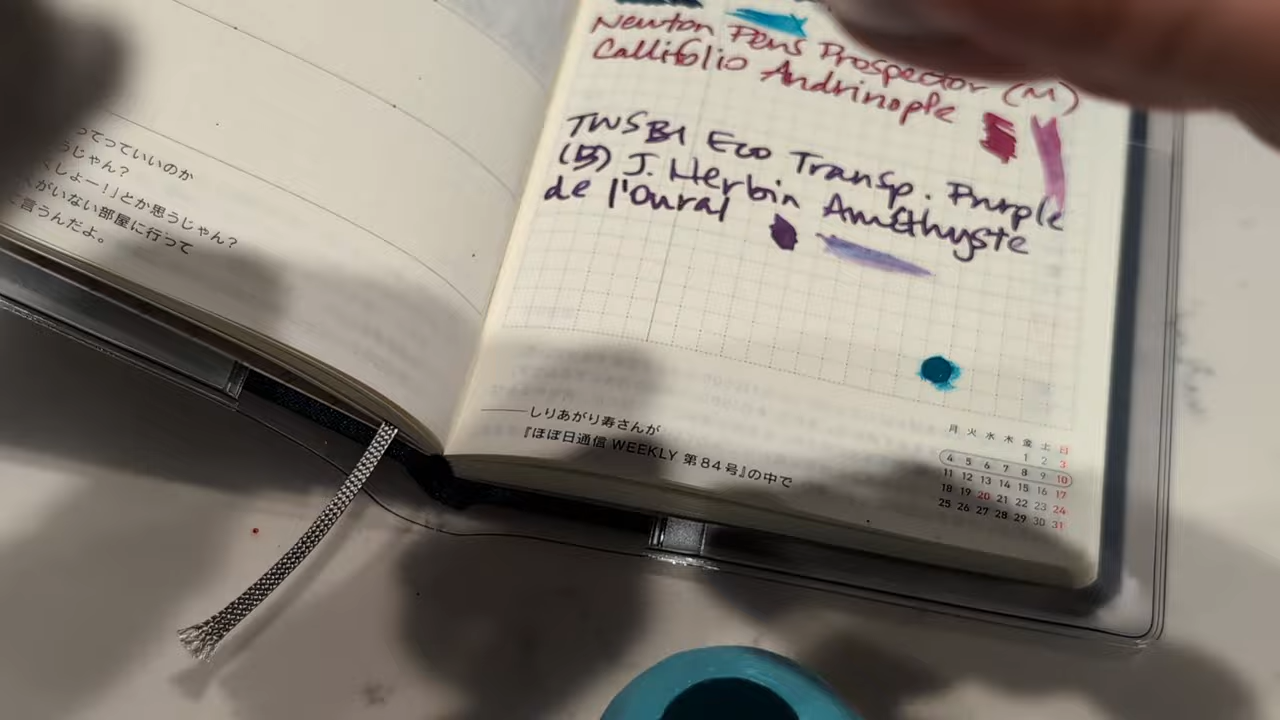 ってっていいのか
うじゃん?
くしょー!」とか思うじゃん?
がいない部屋に行って
言うんだよ。
Newton Pens Prospector (M)
Callifolio Andrinople
TWSBI Eco Transp. Purple
(B) J. Herbin Améthyste
de l'Oural
——しりあがり寿さんが
『ほぼ日通信 WEEKLY 第84号』の中で
月 火 水 木 金 土 日
1 2 3
4 5 6 7 8 9 10
11 12 13 14 15 16 17
18 19 20 21 22 23 24
25 26 27 28 29 30 31